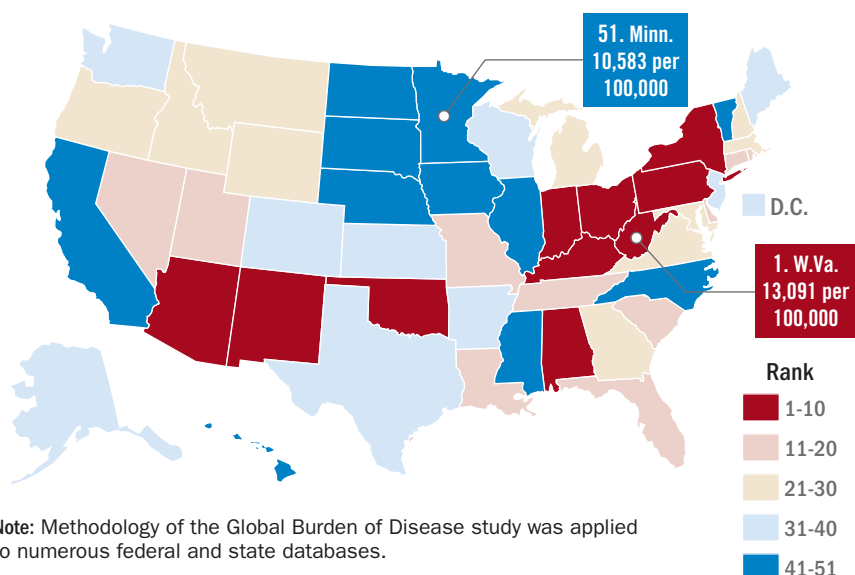 51. Minn.
10,583 per
100,000
D.C.
1. W.Va.
13,091 per
100,000
Rank
1-10
11-20
21-30
31-40
41-51
Note: Methodology of the Global Burden of Disease study was applied
to numerous federal and state databases.